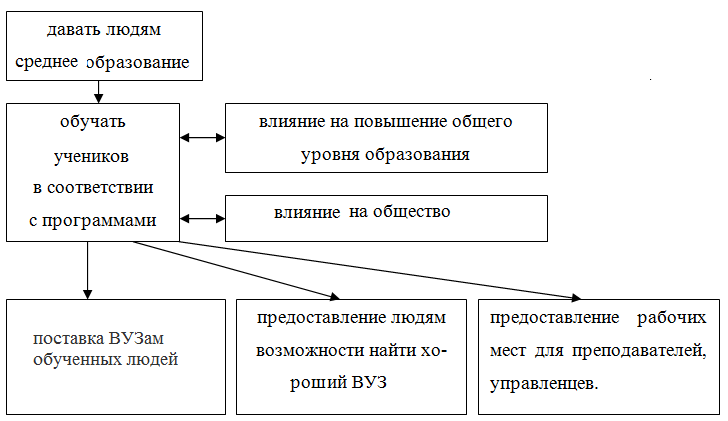 давать людям
среднее образование
обучать
учеников
в соответствии
с программами
влияние на повышение общего
уровня образования
влияние на общество
поставка ВУЗам
обученных людей
предоставление людям
возможности найти хо-
роший ВУЗ
предоставление рабочих
мест для преподавателей,
управленцев.